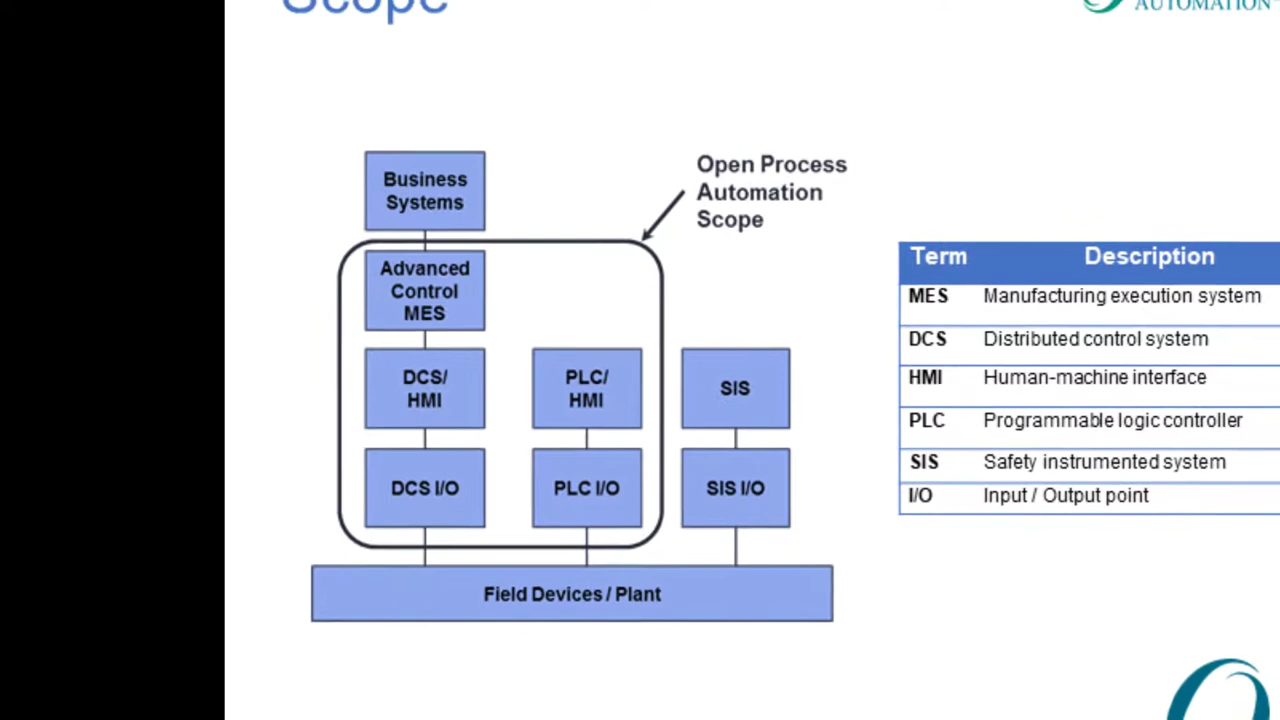 Scope
AUTOMATION
Business
Systems
Open Process
Automation
Scope
Advanced
Control
MES
DCS/
HMI
PLC/
HMI
SIS
DCS I/O
PLC I/O
SIS I/O
Field Devices / Plant
Term Description
MES Manufacturing execution system
DCS Distributed control system
HMI Human-machine interface
PLC Programmable logic controller
SIS Safety instrumented system
I/O Input / Output point